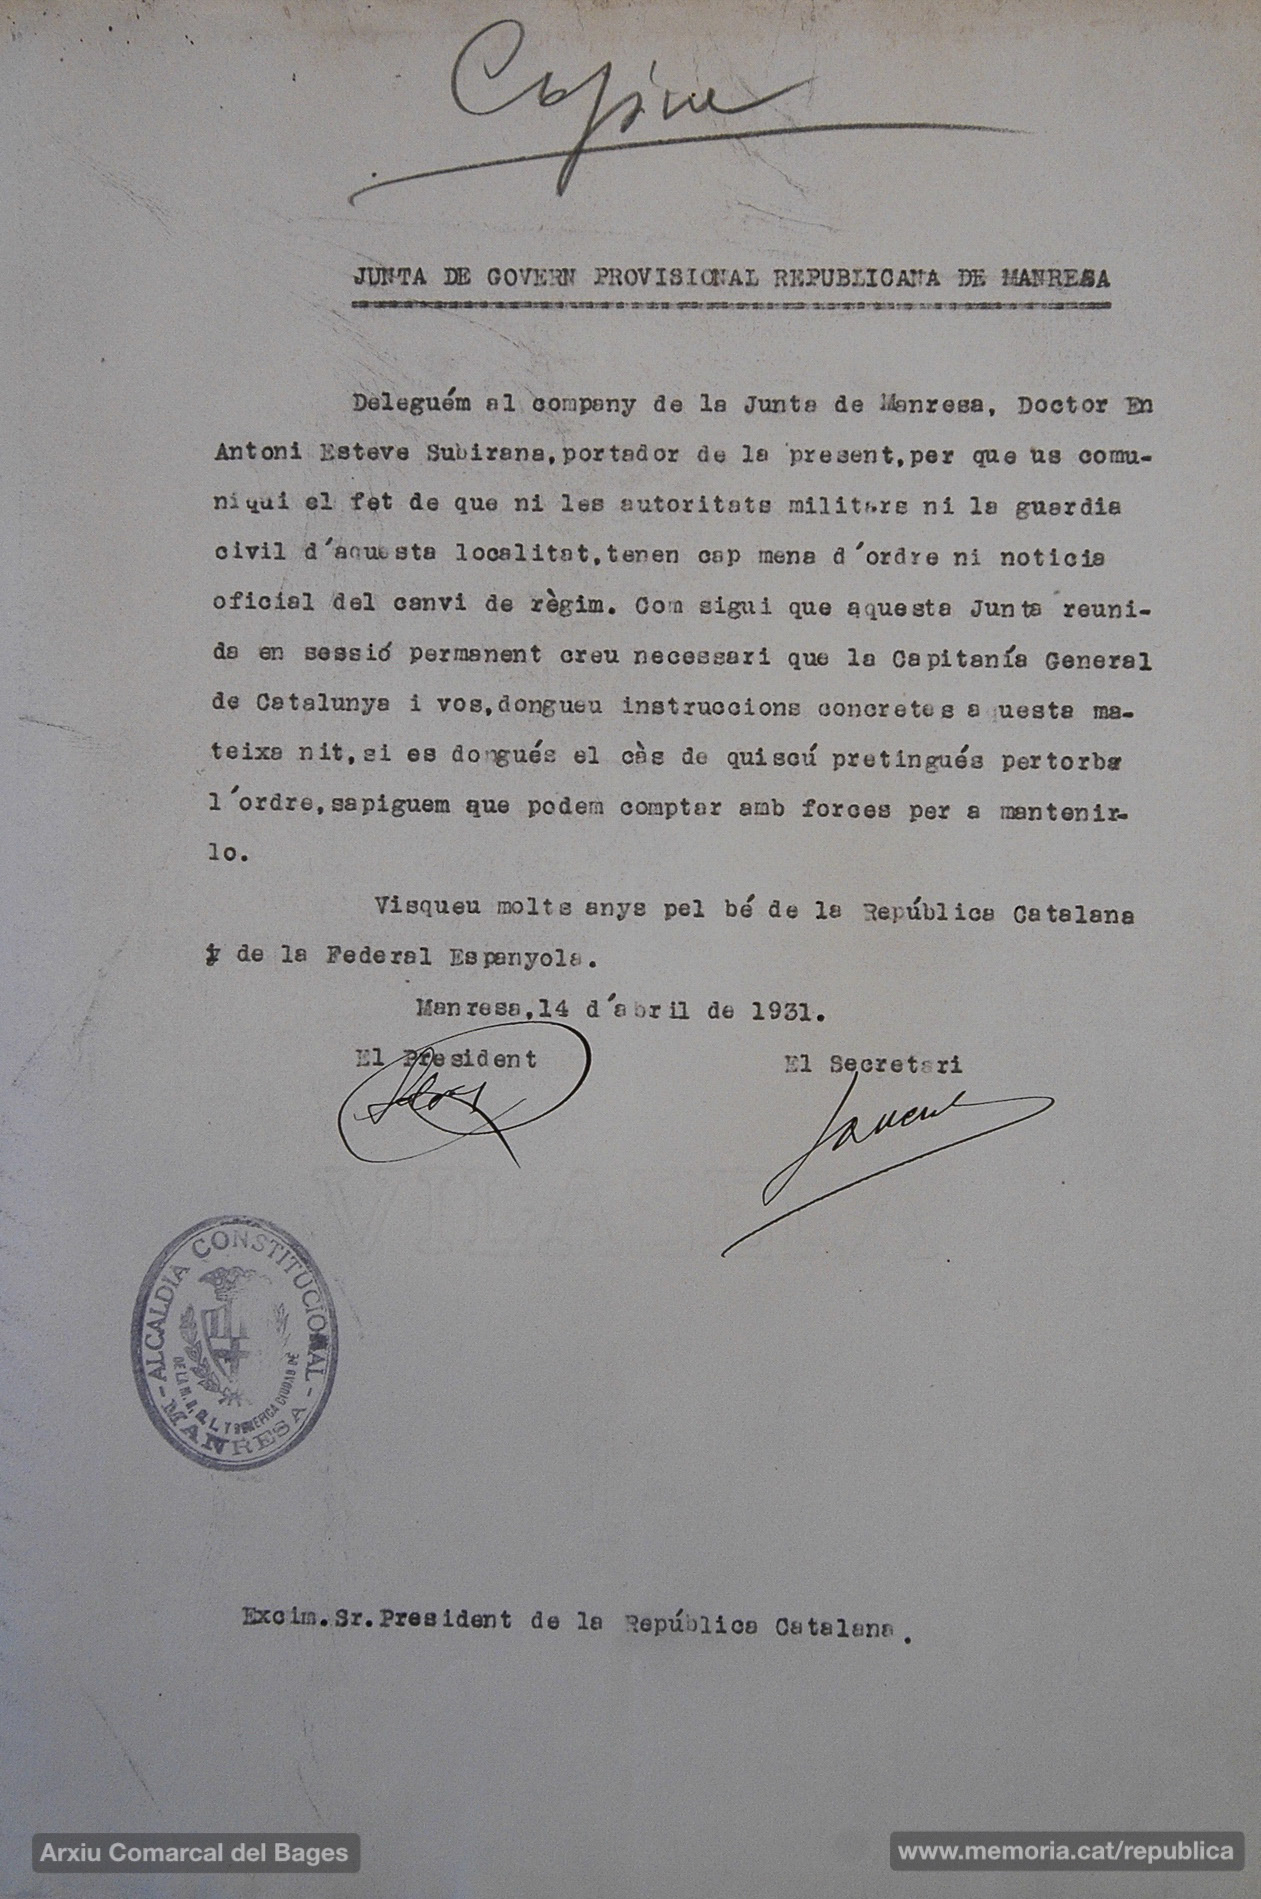 JUNTA DE GOVERN PROVISIONAL REPUBLICANA DE MANRESA
Deleguém al company de la Junta de Manresa, Doctor En
Antoni Esteve Subirana, portador de la present, per que us comu-
niqui el fet de que ni les autoritats militars ni la guardia
civil d'aquesta localitat, tenen cap mena d'ordre ni noticia
oficial del canvi de règim. Com sigui que aquesta Junta reuni-
da en sessió permanent creu necessari que la Capitanía General
de Catalunya i vos, dongueu instruccions concretes aquesta ma-
teixa nit, si es dongués el càs de quiscú pretingués pertorbar
l'ordre, sapiguem que podem comptar amb forces per a mantenir-
lo.
Visqueu molts anys pel bé de la República Catalana
i de la Federal Espanyola.
Manresa, 14 d'abril de 1931.
El President El Secretari
ALCALDIA CONSTITUCIONAL
DE LA M. N. Y L. Y BENEFICA CIUDAD DE
MANRESA
Excim. Sr. President de la República Catalana.
Arxiu Comarcal del Bages
www.memoria.cat/republica